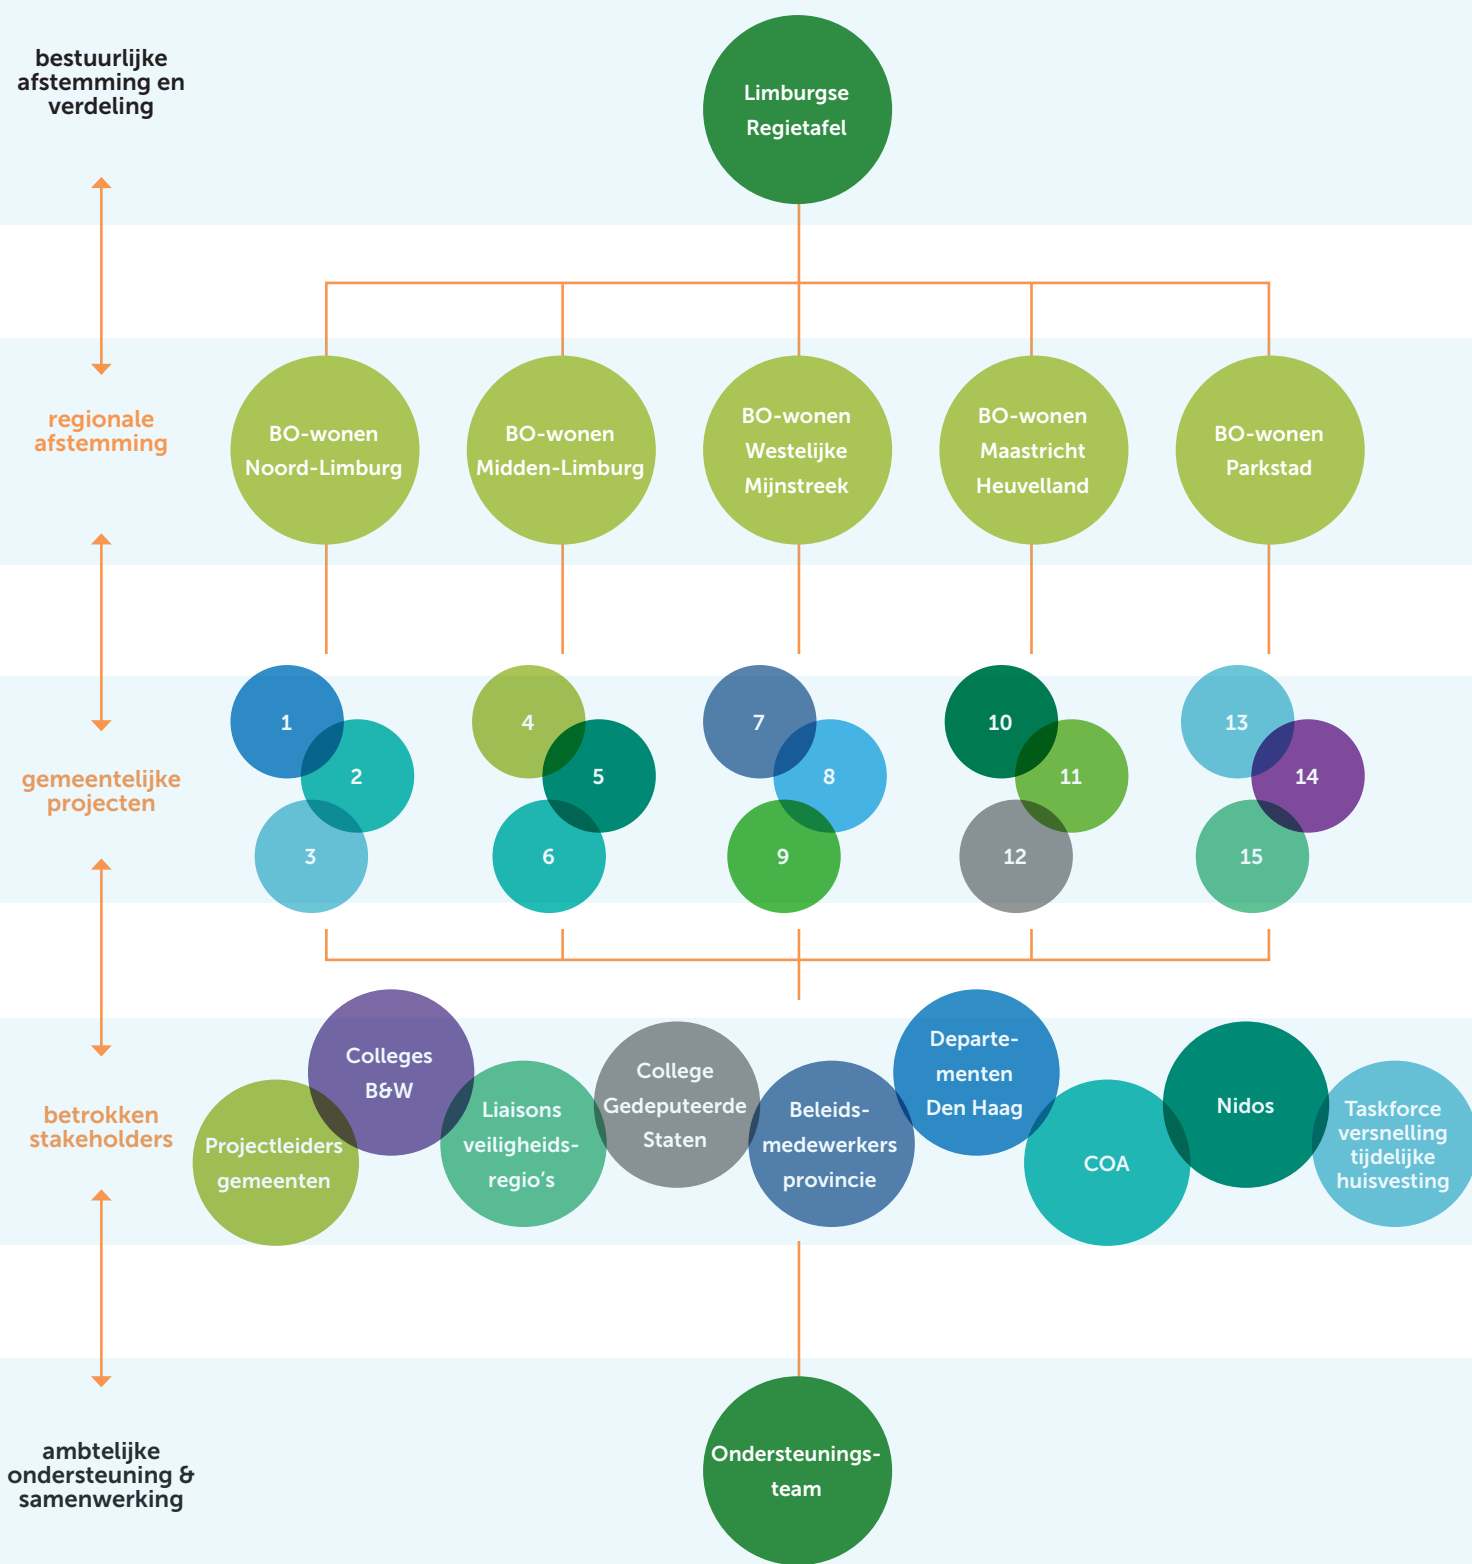 bestuurlijke
afstemming en
verdeling
Limburgse
Regietafel
regionale
afstemming
BO-wonen
Noord-Limburg
BO-wonen
Midden-Limburg
BO-wonen
Westelijke
Mijnstreek
BO-wonen
Maastricht
Heuvelland
BO-wonen
Parkstad
gemeentelijke
projecten
1
2
3
4
5
6
7
8
9
10
11
12
13
14
15
betrokken
stakeholders
Projectleiders
gemeenten
Colleges
B&W
Liaisons
veiligheids-
regio's
College
Gedeputeerde
Staten
Beleids-
medewerkers
provincie
Departe-
menten
Den Haag
COA
Nidos
Taskforce
versnelling
tijdelijke
huisvesting
ambtelijke
ondersteuning &
samenwerking
Ondersteunings-
team